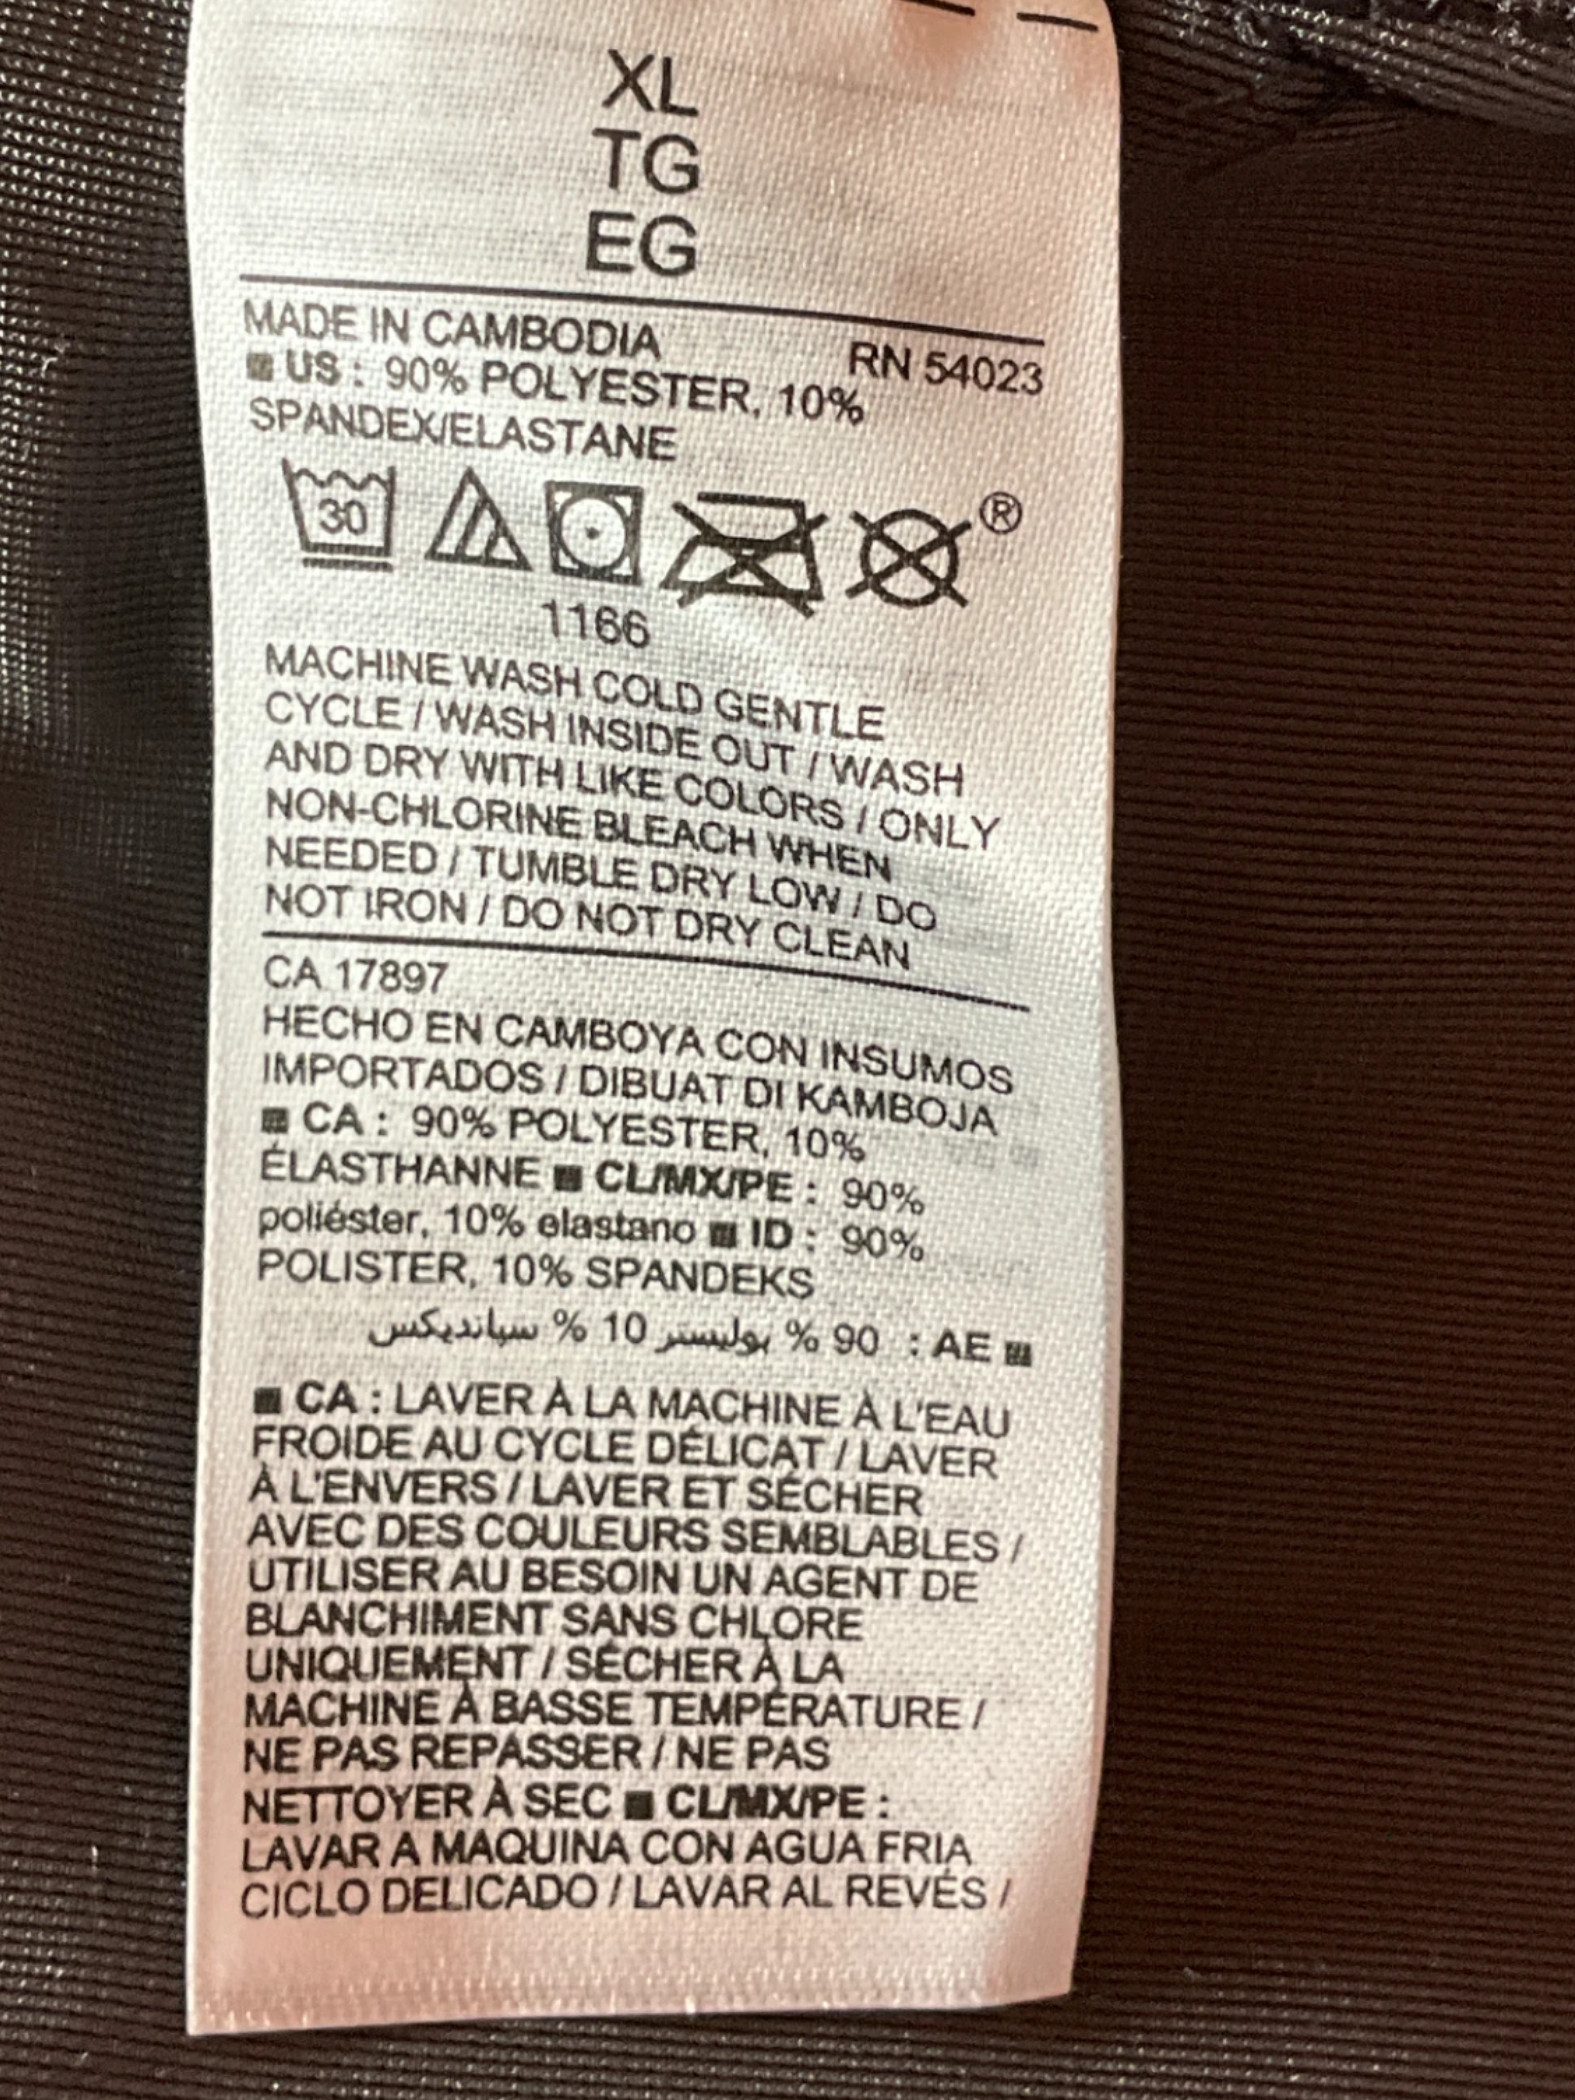 XL
TG
EG
MADE IN CAMBODIA
RN 54023
US : 90% POLYESTER, 10%
SPANDEX/ELASTANE
30
®
1166
MACHINE WASH COLD GENTLE
CYCLE / WASH INSIDE OUT / WASH
AND DRY WITH LIKE COLORS / ONLY
NON-CHLORINE BLEACH WHEN
NEEDED / TUMBLE DRY LOW / DO
NOT IRON / DO NOT DRY CLEAN
CA 17897
HECHO EN CAMBOYA CON INSUMOS
IMPORTADOS / DIBUAT DI KAMBOJA
■ CA : 90% POLYESTER, 10%
ÉLASTHANNE ■ CL/MX/PE : 90%
poliéster, 10% elastano ■ ID : 90%
POLISTER, 10% SPANDEKS
■ AE : 90 % بوليستر 10 % سبانديكس
■ CA : LAVER À LA MACHINE À L'EAU
FROIDE AU CYCLE DÉLICAT / LAVER
À L'ENVERS / LAVER ET SÉCHER
AVEC DES COULEURS SEMBLABLES /
UTILISER AU BESOIN UN AGENT DE
BLANCHIMENT SANS CHLORE
UNIQUEMENT / SÉCHER À LA
MACHINE À BASSE TEMPÉRATURE /
NE PAS REPASSER / NE PAS
NETTOYER À SEC ■ CL/MX/PE :
LAVAR A MAQUINA CON AGUA FRIA
CICLO DELICADO / LAVAR AL REVÉS /